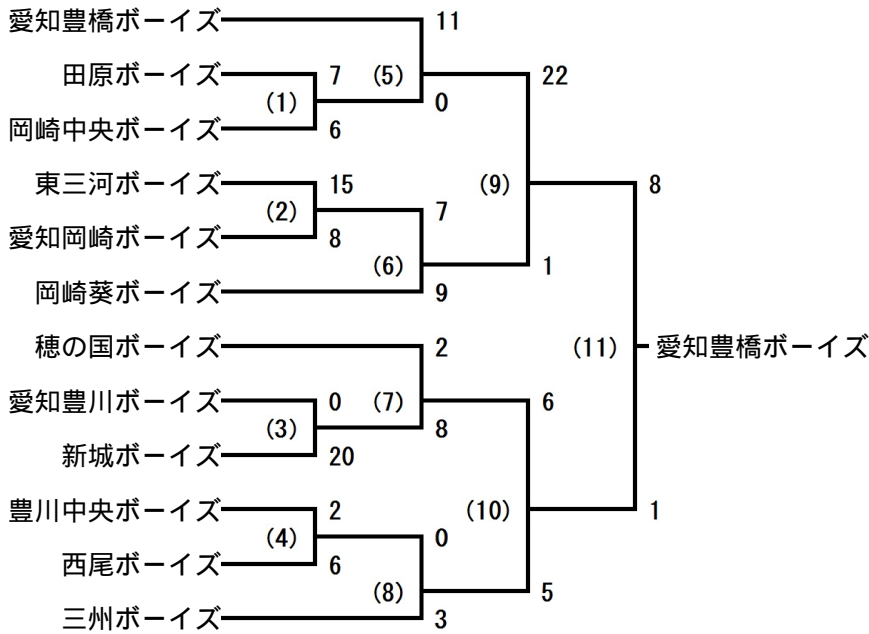 愛知豊橋ボーイズ 11
田原ボーイズ 7 (5) 22
(1) 0
岡崎中央ボーイズ 6
東三河ボーイズ 15 (9) 8
(2) 7
愛知岡崎ボーイズ 8
(6) 1
岡崎葵ボーイズ 9
穂の国ボーイズ 2 (11) 愛知豊橋ボーイズ
愛知豊川ボーイズ 0 (7) 6
(3) 8
新城ボーイズ 20
豊川中央ボーイズ 2 (10) 1
(4) 0
西尾ボーイズ 6
(8) 5
三州ボーイズ 3